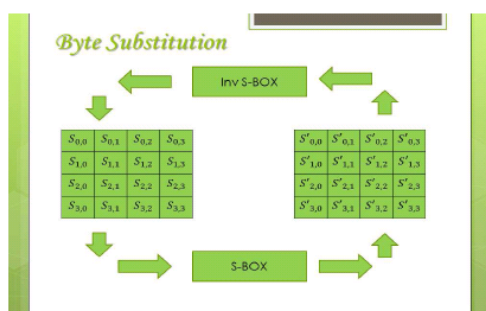 Byte Substitution
Inv S-BOX
S₀,₀ S₀,₁ S₀,₂ S₀,₃
S₁,₀ S₁,₁ S₁,₂ S₁,₃
S₂,₀ S₂,₁ S₂,₂ S₂,₃
S₃,₀ S₃,₁ S₃,₂ S₃,₃
S′₀,₀ S′₀,₁ S′₀,₂ S′₀,₃
S′₁,₀ S′₁,₁ S′₁,₂ S′₁,₃
S′₂,₀ S′₂,₁ S′₂,₂ S′₂,₃
S′₃,₀ S′₃,₁ S′₃,₂ S′₃,₃
S-BOX